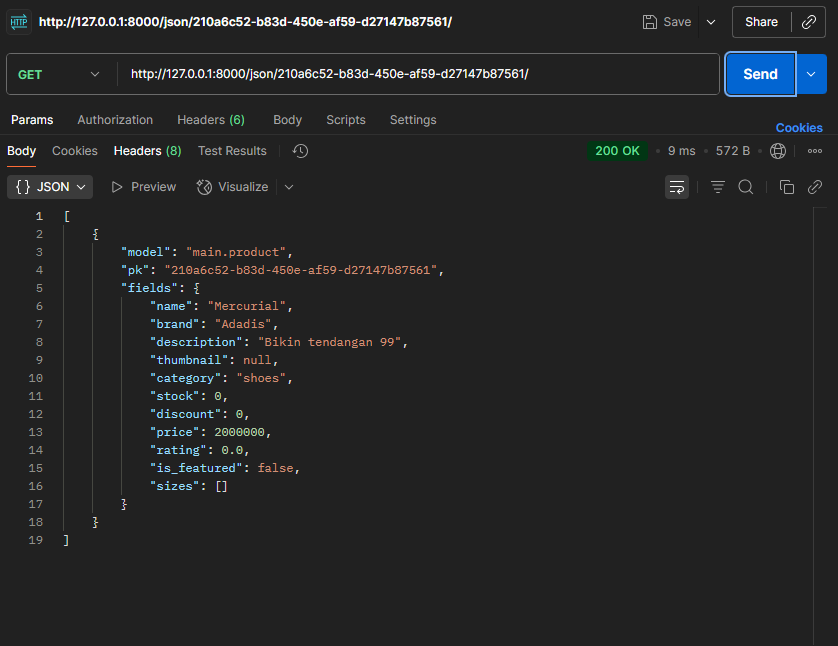 HTTP http://127.0.0.1:8000/json/210a6c52-b83d-450e-af59-d27147b87561/ Save Share
GET http://127.0.0.1:8000/json/210a6c52-b83d-450e-af59-d27147b87561/ Send
Params Authorization Headers (6) Body Scripts Settings Cookies
Body Cookies Headers (8) Test Results 200 OK • 9 ms • 572 B •
{} JSON Preview Visualize
1 [
2 {
3 "model": "main.product",
4 "pk": "210a6c52-b83d-450e-af59-d27147b87561",
5 "fields": {
6 "name": "Mercurial",
7 "brand": "Adadis",
8 "description": "Bikin tendangan 99",
9 "thumbnail": null,
10 "category": "shoes",
11 "stock": 0,
12 "discount": 0,
13 "price": 2000000,
14 "rating": 0.0,
15 "is_featured": false,
16 "sizes": []
17 }
18 }
19 ]